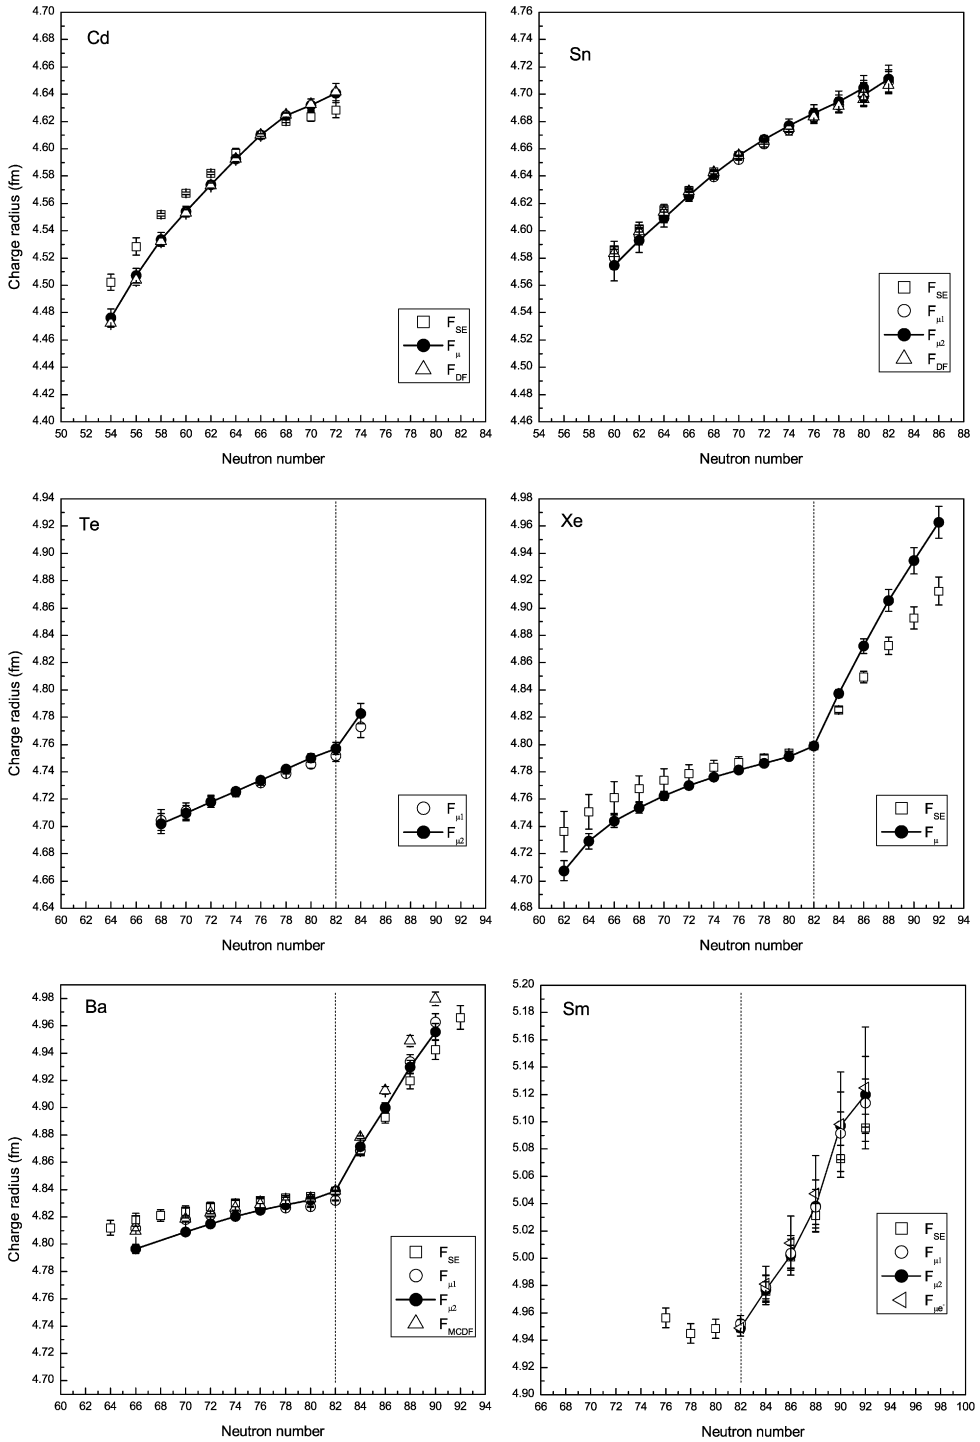 Cd
Charge radius (fm)
4.70
4.68
4.66
4.64
4.62
4.60
4.58
4.56
4.54
4.52
4.50
4.48
4.46
4.44
4.42
4.40
50 52 54 56 58 60 62 64 66 68 70 72 74 76 78 80 82 84
Neutron number
F_SE
F_μ
F_DF
Sn
4.76
4.74
4.72
4.70
4.68
4.66
4.64
4.62
4.60
4.58
4.56
4.54
4.52
4.50
4.48
4.46
54 56 58 60 62 64 66 68 70 72 74 76 78 80 82 84 86 88
Neutron number
F_SE
F_μ1
F_μ2
F_DF
Te
Charge radius (fm)
4.94
4.92
4.90
4.88
4.86
4.84
4.82
4.80
4.78
4.76
4.74
4.72
4.70
4.68
4.66
4.64
60 62 64 66 68 70 72 74 76 78 80 82 84 86 88 90 92 94
Neutron number
F_μ1
F_μ2
Xe
4.98
4.96
4.94
4.92
4.90
4.88
4.86
4.84
4.82
4.80
4.78
4.76
4.74
4.72
4.70
4.68
60 62 64 66 68 70 72 74 76 78 80 82 84 86 88 90 92 94
Neutron number
F_SE
F_μ
Ba
Charge radius (fm)
4.98
4.96
4.94
4.92
4.90
4.88
4.86
4.84
4.82
4.80
4.78
4.76
4.74
4.72
4.70
60 62 64 66 68 70 72 74 76 78 80 82 84 86 88 90 92 94
Neutron number
F_SE
F_μ1
F_μ2
F_MCDF
Sm
5.20
5.18
5.16
5.14
5.12
5.10
5.08
5.06
5.04
5.02
5.00
4.98
4.96
4.94
4.92
4.90
66 68 70 72 74 76 78 80 82 84 86 88 90 92 94 96 98 100
Neutron number
F_SE
F_μ1
F_μ2
F_μe⁻